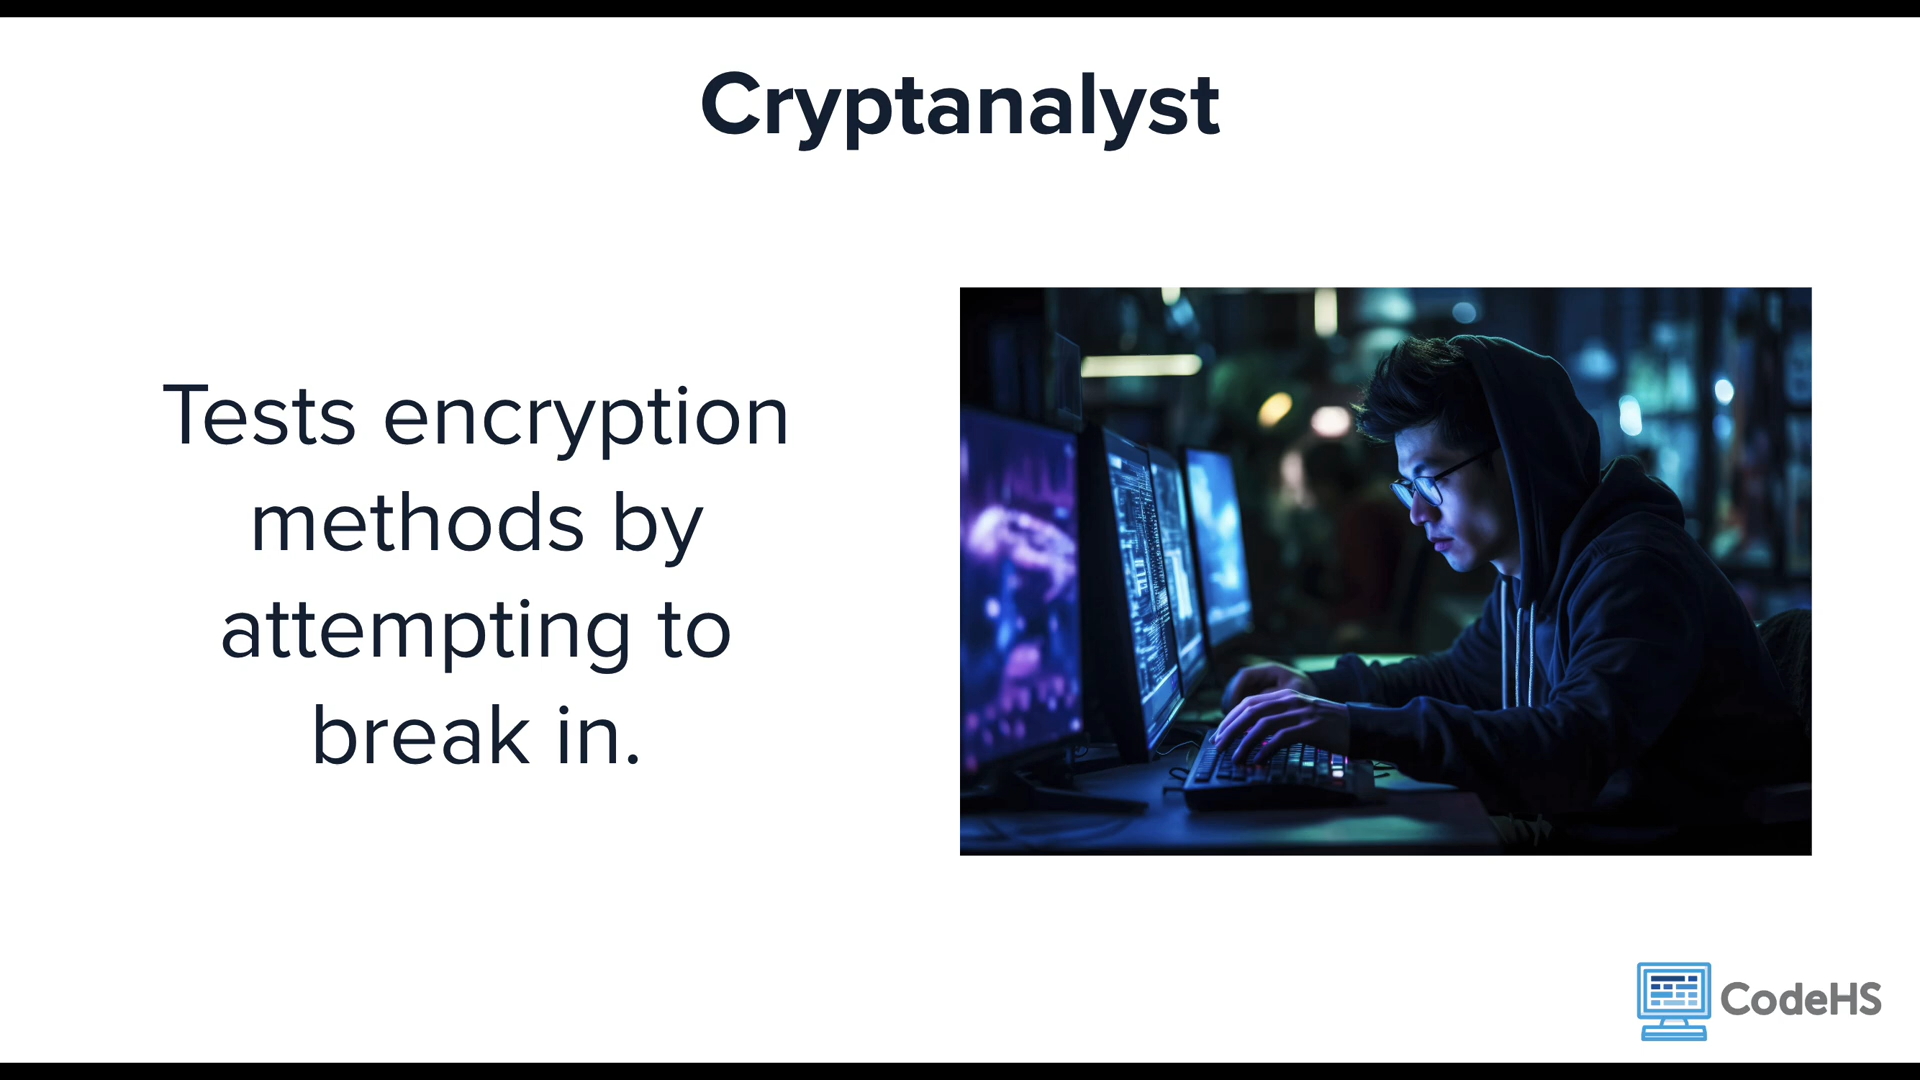 Cryptanalyst
Tests encryption
methods by
attempting to
break in.
CodeHS